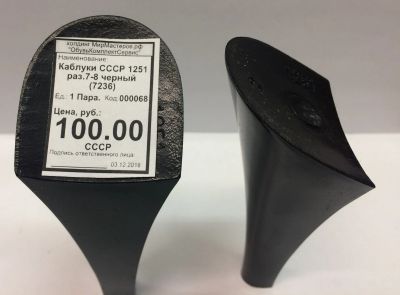 холдинг МирМастеров.рф
"ОбувьКомплектСервис"
Наименование:
Каблуки СССР 1251
раз.7-8 черный
(7236)
Ед.: 1 Пара. Код: 000068
Цена, руб.:
100.00
СССР
Подпись ответственного лица:
03.12.2018